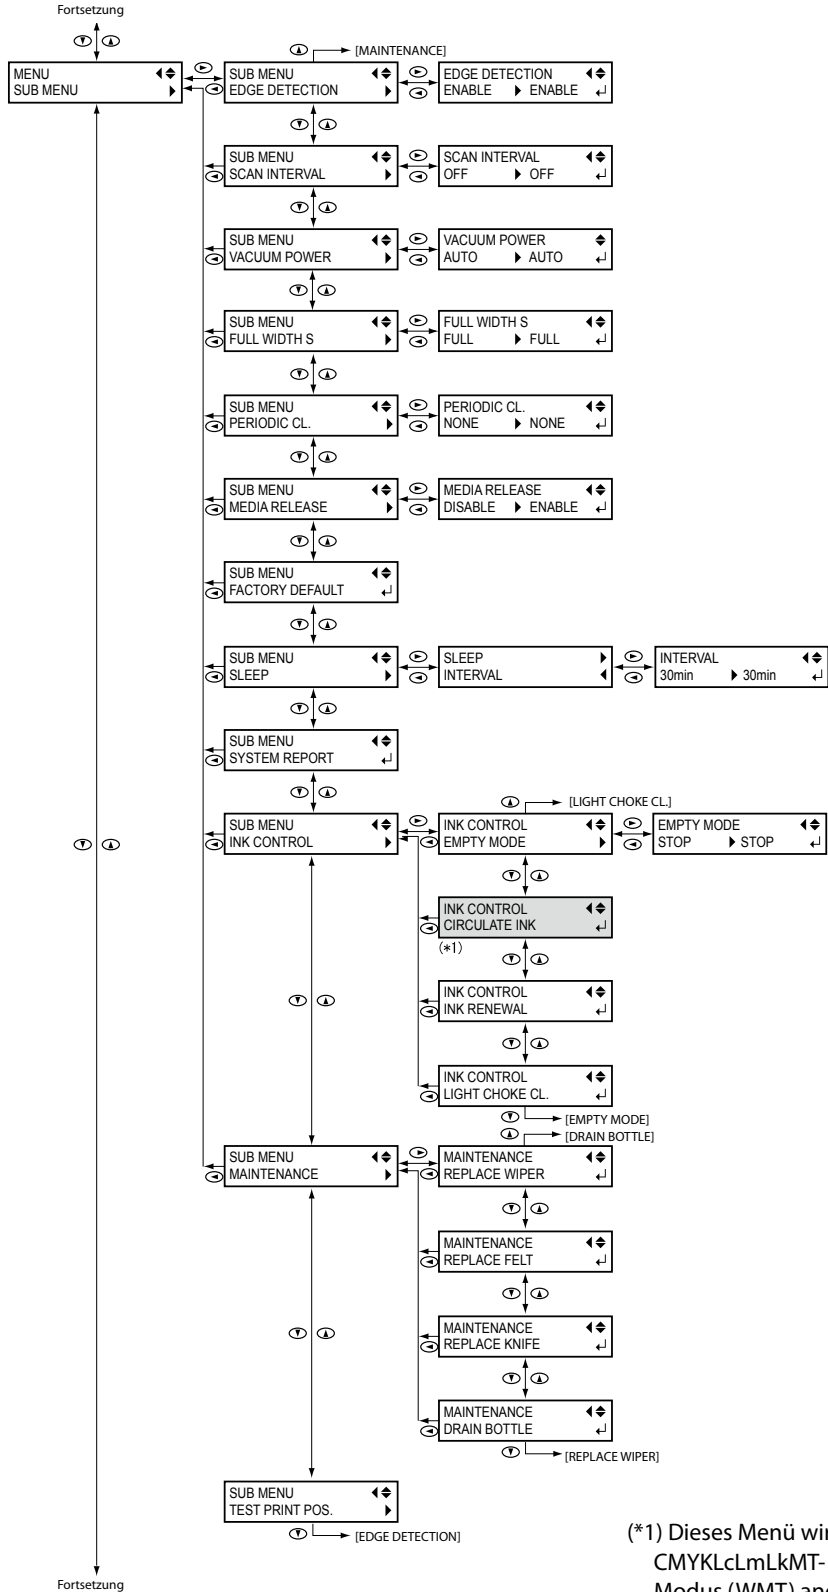 Fortsetzung
[MAINTENANCE]
MENU
SUB MENU
SUB MENU
EDGE DETECTION
EDGE DETECTION
ENABLE ENABLE
SUB MENU
SCAN INTERVAL
SCAN INTERVAL
OFF OFF
SUB MENU
VACUUM POWER
VACUUM POWER
AUTO AUTO
SUB MENU
FULL WIDTH S
FULL WIDTH S
FULL FULL
SUB MENU
PERIODIC CL.
PERIODIC CL.
NONE NONE
SUB MENU
MEDIA RELEASE
MEDIA RELEASE
DISABLE ENABLE
SUB MENU
FACTORY DEFAULT
SUB MENU
SLEEP
SLEEP
INTERVAL
INTERVAL
30min 30min
SUB MENU
SYSTEM REPORT
[LIGHT CHOKE CL.]
SUB MENU
INK CONTROL
INK CONTROL
EMPTY MODE
EMPTY MODE
STOP STOP
INK CONTROL
CIRCULATE INK
(*1)
INK CONTROL
INK RENEWAL
INK CONTROL
LIGHT CHOKE CL.
[EMPTY MODE]
[DRAIN BOTTLE]
SUB MENU
MAINTENANCE
MAINTENANCE
REPLACE WIPER
MAINTENANCE
REPLACE FELT
MAINTENANCE
REPLACE KNIFE
MAINTENANCE
DRAIN BOTTLE
[REPLACE WIPER]
SUB MENU
TEST PRINT POS.
[EDGE DETECTION]
(*1) Dieses Menü
CMYKLcLmLkMT-
Modus (WMT)
Fortsetzung